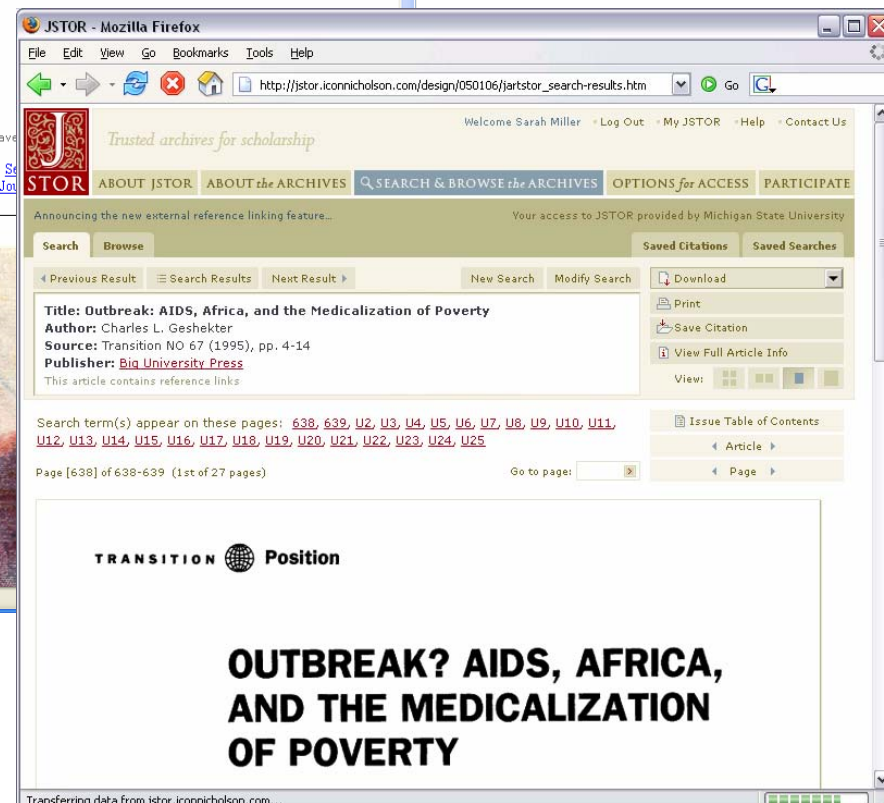 JSTOR - Mozilla Firefox
File Edit View Go Bookmarks Tools Help
http://jstor.iconnicholson.com/design/050106/jartstor_search-results.htm Go
Welcome Sarah Miller Log Out My JSTOR Help Contact Us
Trusted archives for scholarship
JSTOR ABOUT JSTOR ABOUT the ARCHIVES SEARCH & BROWSE the ARCHIVES OPTIONS for ACCESS PARTICIPATE
Announcing the new external reference linking feature... Your access to JSTOR provided by Michigan State University
Search Browse Saved Citations Saved Searches
Previous Result Search Results Next Result New Search Modify Search Download
Title: Outbreak: AIDS, Africa, and the Medicalization of Poverty
Print
Author: Charles L. Geshekter
Save Citation
Source: Transition NO 67 (1995), pp. 4-14
View Full Article Info
Publisher: Big University Press
This article contains reference links
View:
Search term(s) appear on these pages: 638, 639, U2, U3, U4, U5, U6, U7, U8, U9, U10, U11,
Issue Table of Contents
U12, U13, U14, U15, U16, U17, U18, U19, U20, U21, U22, U23, U24, U25
Article
Page [638] of 638-639 (1st of 27 pages) Go to page:
Page
TRANSITION Position
OUTBREAK? AIDS, AFRICA,
AND THE MEDICALIZATION
OF POVERTY
Transferring data from jstor.iconnicholson.com...